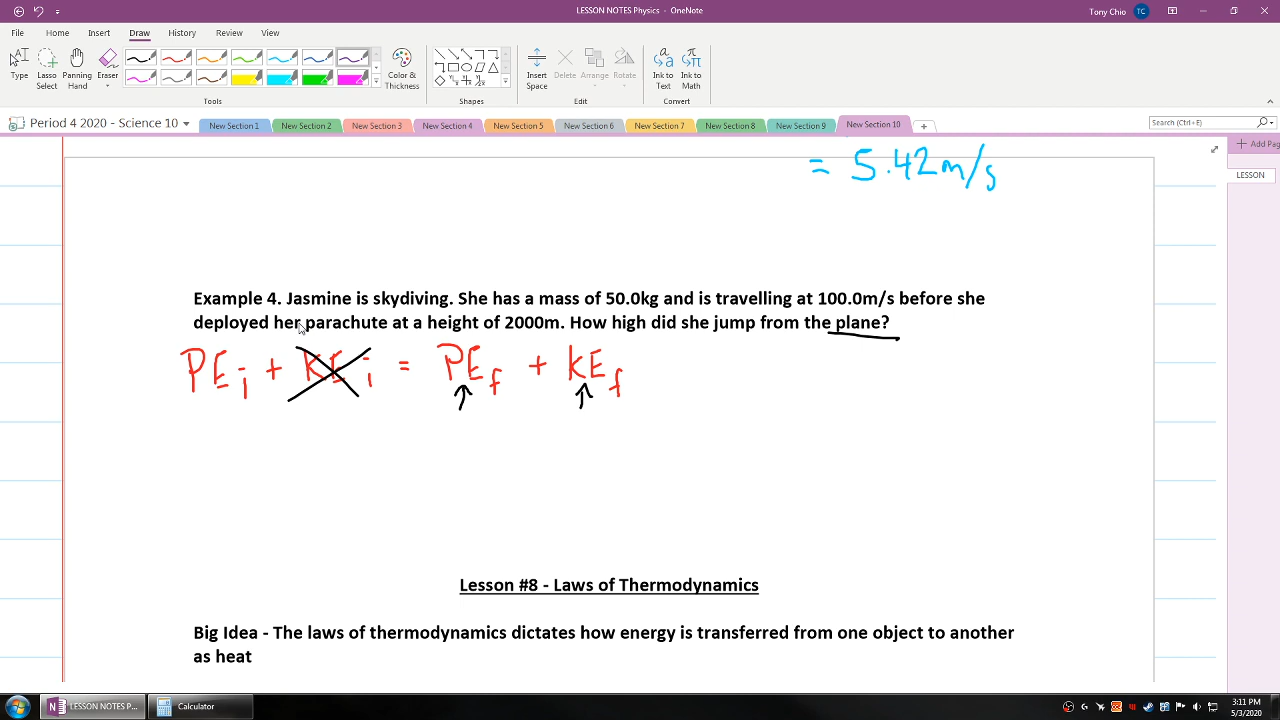 LESSON NOTES Physics - OneNote
Tony Chio TC
File Home Insert Draw History Review View
Type
Lasso Select
Panning Hand
Eraser
Color & Thickness
Insert Space
Delete
Arrange
Rotate
Ink to Text
Ink to Math
Tools Shapes Edit Convert
Period 4 2020 - Science 10
New Section 1 New Section 2 New Section 3 New Section 4 New Section 5 New Section 6 New Section 7 New Section 8 New Section 9 New Section 10
Search (Ctrl+E)
Add Pag
LESSON
= 5.42m/s
Example 4. Jasmine is skydiving. She has a mass of 50.0kg and is travelling at 100.0m/s before she
deployed her parachute at a height of 2000m. How high did she jump from the plane?
PEi + KEi = PEf + KEf
Lesson #8 - Laws of Thermodynamics
Big Idea - The laws of thermodynamics dictates how energy is transferred from one object to another
as heat
LESSON NOTES P... Calculator
3:11 PM
5/3/2020